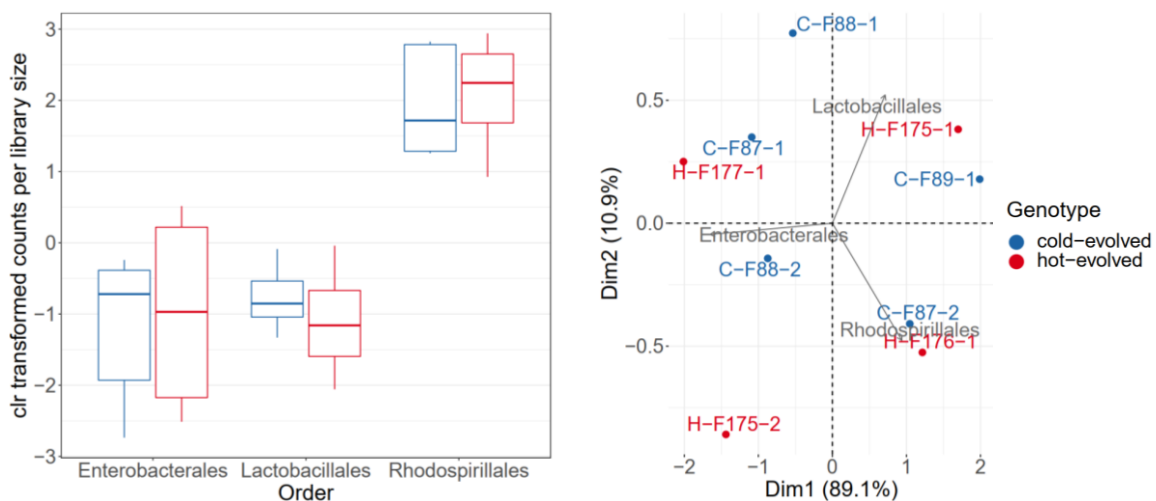 clr transformed counts per library size
3
2
1
0
−1
−2
−3
Enterobacterales Lactobacillales Rhodospirillales
Order
Dim2 (10.9%)
0.5
0.0
−0.5
C−F88−1
Lactobacillales
H−F175−1
C−F87−1
H−F177−1
C−F89−1
Enterobacterales
C−F88−2
C−F87−2
Rhodospirillales
H−F176−1
H−F175−2
−2 −1 0 1 2
Dim1 (89.1%)
Genotype
cold−evolved
hot−evolved